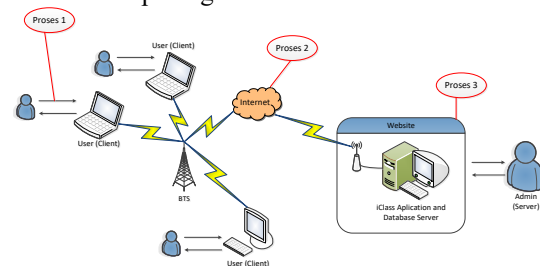 Proses 1
User (Client)
Proses 2
Internet
Proses 3
Website
User (Client)
BTS
iClass Aplication and
Database Server
Admin
(Server)
User (Client)